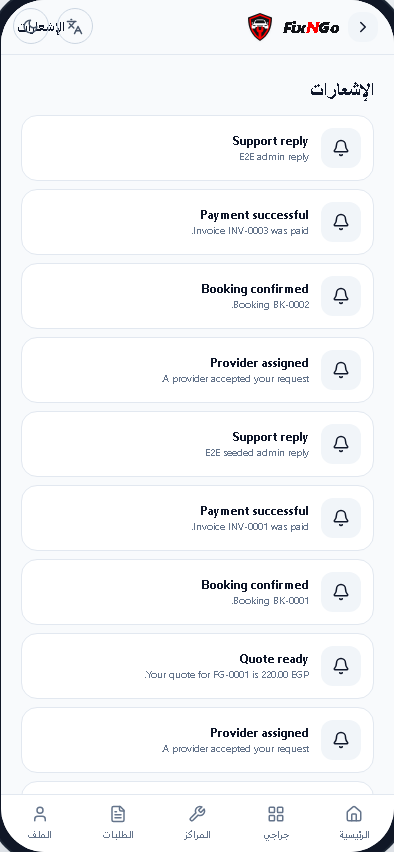 FixNGo
الإشعارات
الإشعارات
Support reply
E2E admin reply
Payment successful
.Invoice INV-0003 was paid
Booking confirmed
.Booking BK-0002
Provider assigned
A provider accepted your request
Support reply
E2E seeded admin reply
Payment successful
.Invoice INV-0001 was paid
Booking confirmed
.Booking BK-0001
Quote ready
.Your quote for FG-0001 is 220.00 EGP
Provider assigned
A provider accepted your request
الرئيسية
جراجي
المراكز
الطلبات
الملف